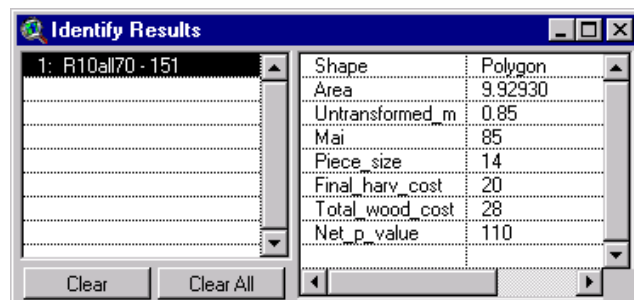 Identify Results
1: R10all70 - 151
Shape Polygon
Area 9.92930
Untransformed_m 0.85
Mai 85
Piece_size 14
Final_harv_cost 20
Total_wood_cost 28
Net_p_value 110
Clear Clear All